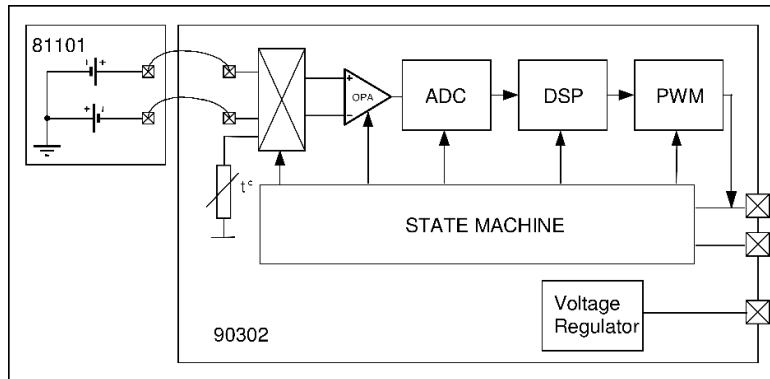 81101
OPA
ADC
DSP
PWM
t°
STATE MACHINE
Voltage
Regulator
90302